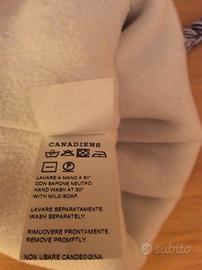 CANADIENS
LAVARE A MANO A 30°
CON SAPONE NEUTRO
HAND WASH AT 30°
WITH MILD SOAP.
LAVARE SEPARATAMENTE.
WASH SEPARATELY.
RIMUOVERE PRONTAMENTE.
REMOVE PROMPTLY.
NON USARE CANDEGGINA.
subito